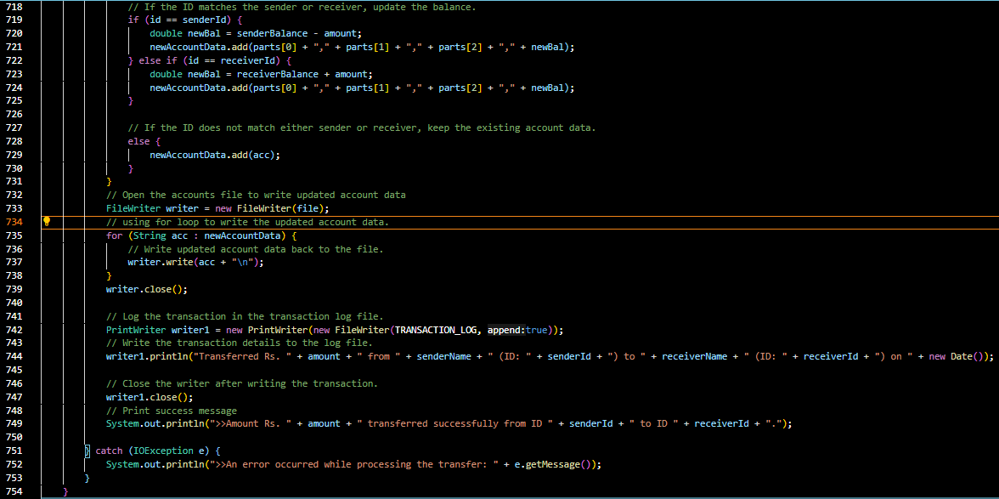 718 // If the ID matches the sender or receiver, update the balance.
719 if (id == senderId) {
720 double newBal = senderBalance - amount;
721 newAccountData.add(parts[0] + "," + parts[1] + "," + parts[2] + "," + newBal);
722 } else if (id == receiverId) {
723 double newBal = receiverBalance + amount;
724 newAccountData.add(parts[0] + "," + parts[1] + "," + parts[2] + "," + newBal);
725 }
726
727 // If the ID does not match either sender or receiver, keep the existing account data.
728 else {
729 newAccountData.add(acc);
730 }
731 }
732 // Open the accounts file to write updated account data
733 FileWriter writer = new FileWriter(file);
734 // using for loop to write the updated account data.
735 for (String acc : newAccountData) {
736 // Write updated account data back to the file.
737 writer.write(acc + "\n");
738 }
739 writer.close();
740
741 // Log the transaction in the transaction log file.
742 PrintWriter writer1 = new PrintWriter(new FileWriter(TRANSACTION_LOG, append:true));
743 // Write the transaction details to the log file.
744 writer1.println("Transferred Rs. " + amount + " from " + senderName + " (ID: " + senderId + ") to " + receiverName + " (ID: " + receiverId + ") on " + new Date());
745
746 // Close the writer after writing the transaction.
747 writer1.close();
748 // Print success message
749 System.out.println(">>Amount Rs. " + amount + " transferred successfully from ID " + senderId + " to ID " + receiverId + ".");
750
751 } catch (IOException e) {
752 System.out.println(">>An error occurred while processing the transfer: " + e.getMessage());
753 }
754 }